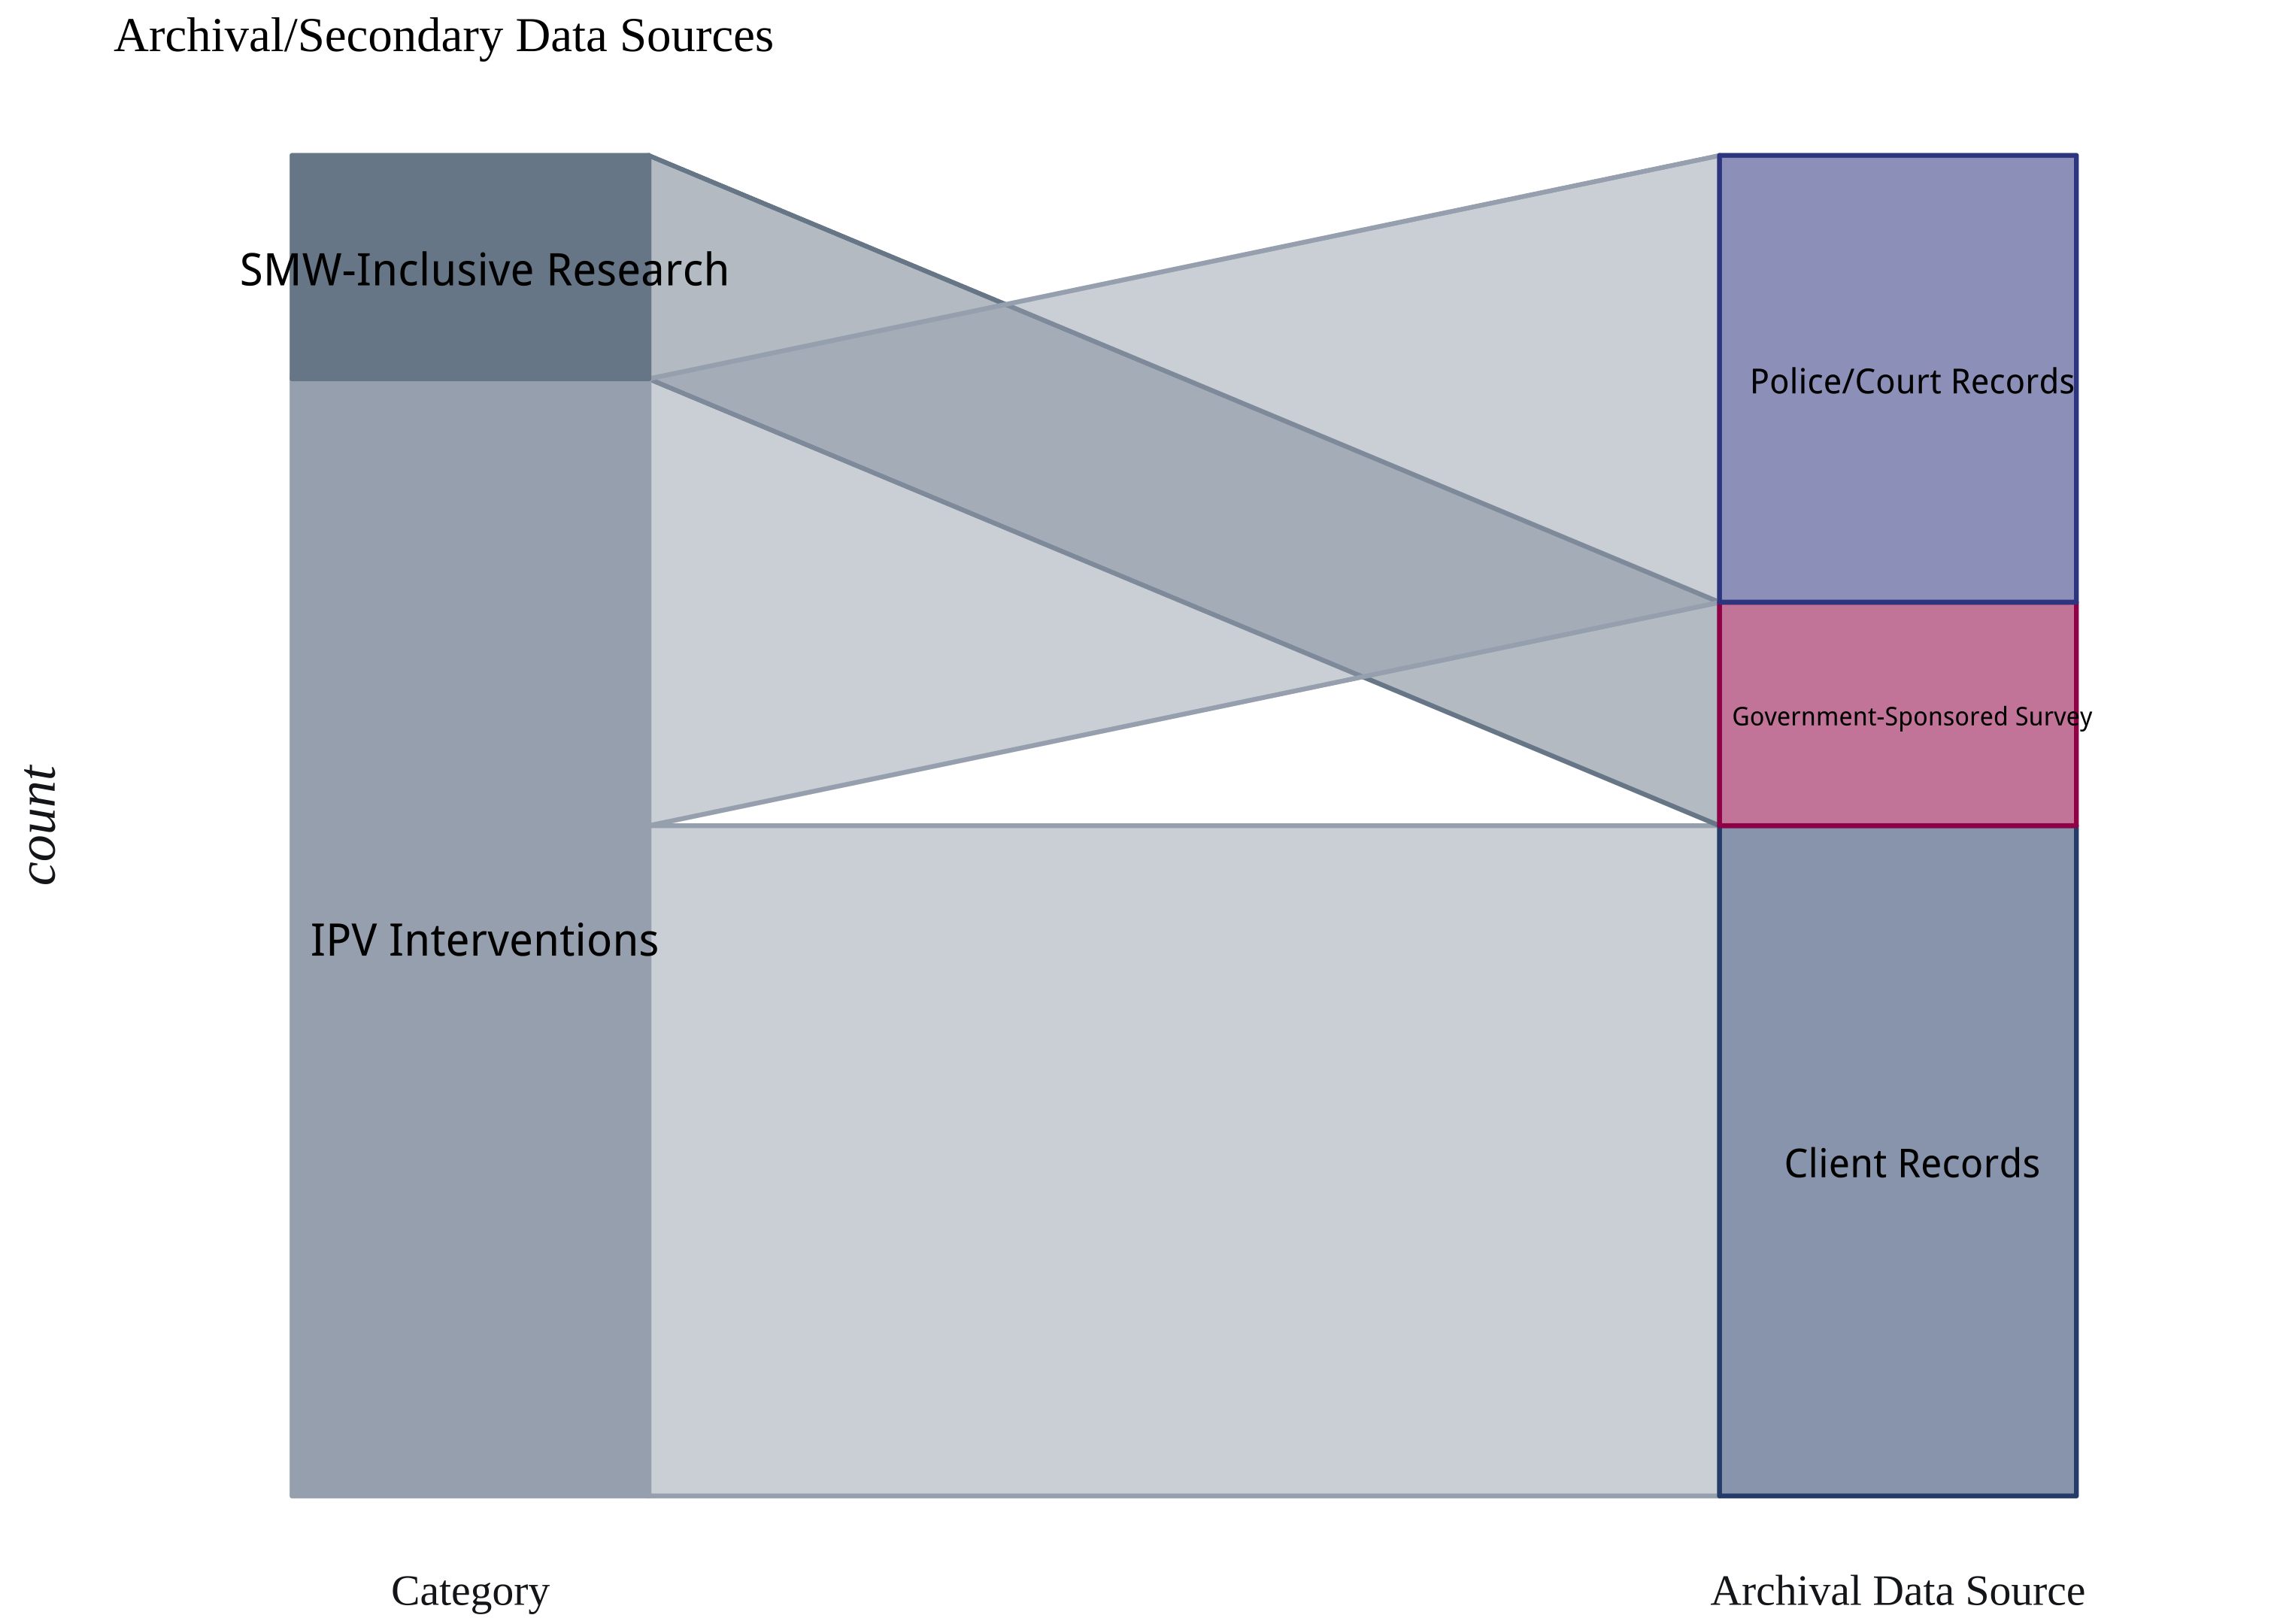 Archival/Secondary Data Sources
SMW-Inclusive Research
Police/Court Records
Government-Sponsored Survey
count
IPV Interventions
Client Records
Category
Archival Data Source